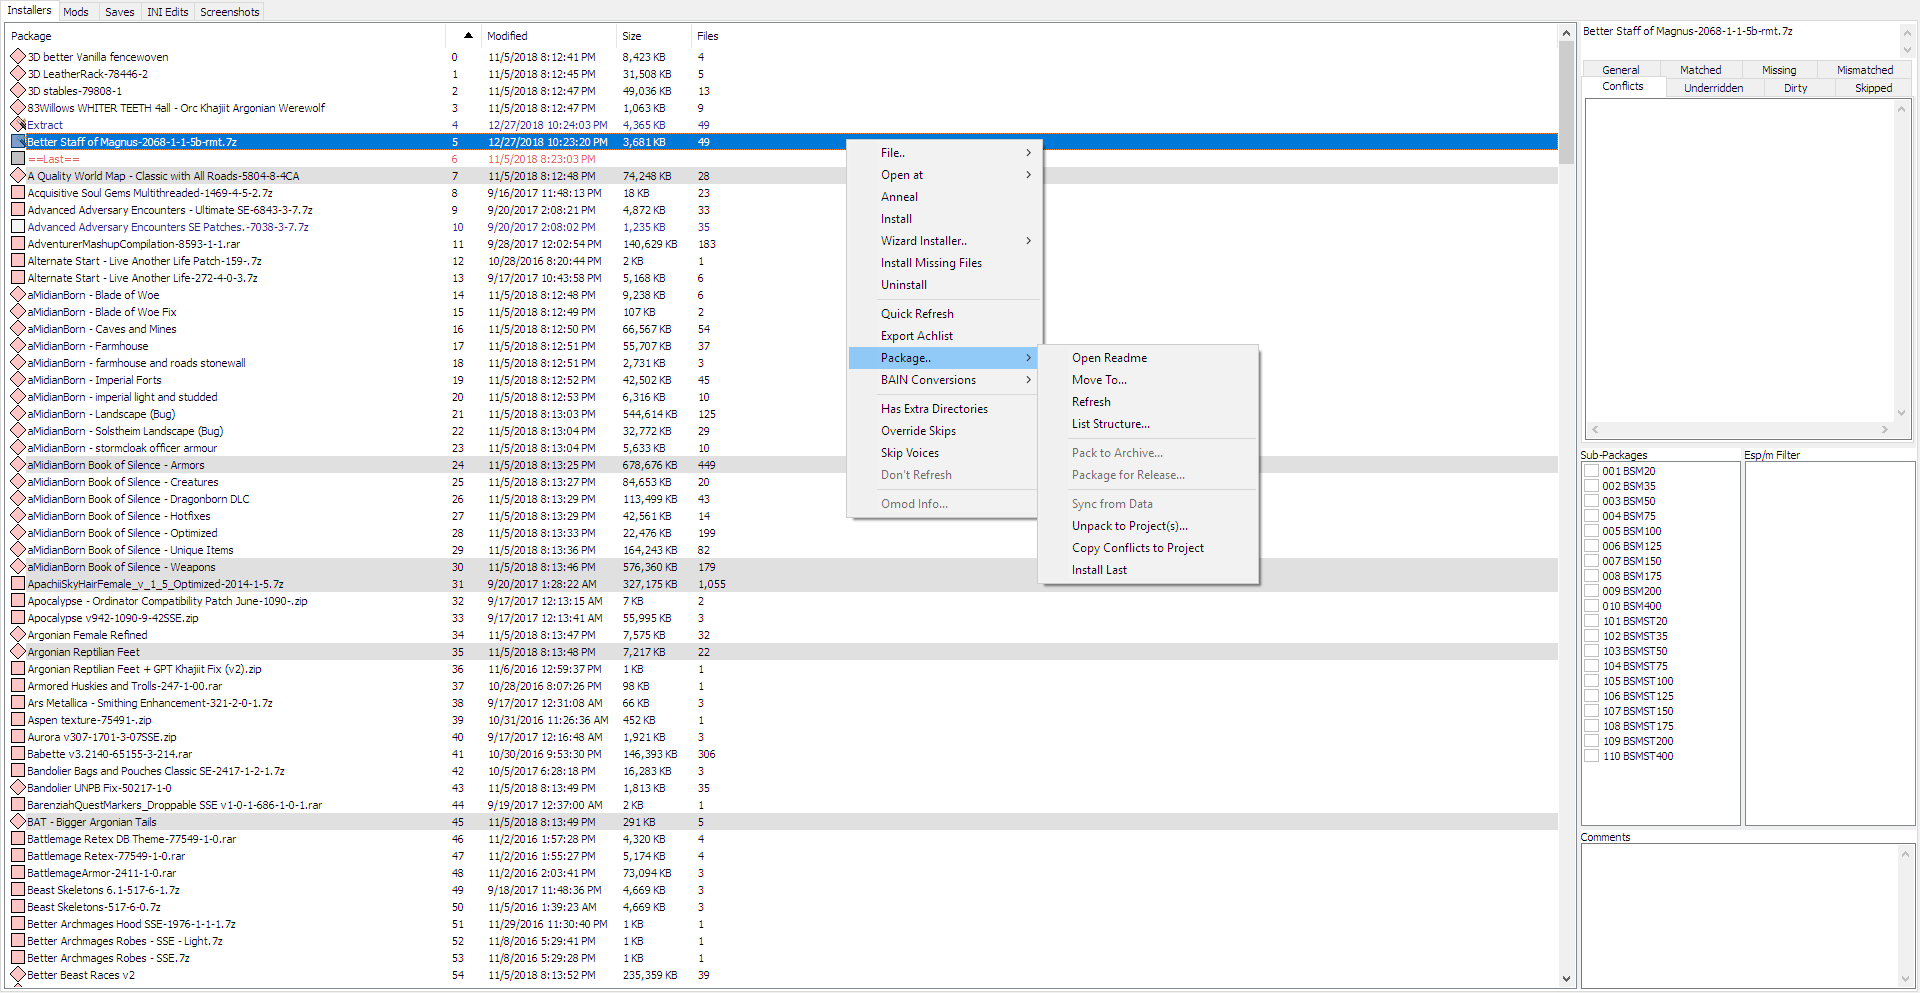 Installers Mods Saves INI Edits Screenshots
Package Modified Size Files
3D better Vanilla fencewoven 0 11/5/2018 8:12:41 PM 8,423 KB 4
3D LeatherRack-78446-2 1 11/5/2018 8:12:45 PM 31,508 KB 5
3D stables-79808-1 2 11/5/2018 8:12:47 PM 49,036 KB 13
83Willows WHITER TEETH 4all - Orc Khajiit Argonian Werewolf 3 11/5/2018 8:12:47 PM 1,063 KB 9
Extract 4 12/27/2018 10:24:03 PM 4,365 KB 49
Better Staff of Magnus-2068-1-1-5b-rmt.7z 5 12/27/2018 10:23:20 PM 3,681 KB 49
==Last== 6 11/5/2018 8:23:03 PM
A Quality World Map - Classic with All Roads-5804-8-4CA 7 11/5/2018 8:12:48 PM 74,248 KB 28
Acquisitive Soul Gems Multithreaded-1469-4-5-2.7z 8 9/16/2017 11:48:13 PM 18 KB 23
Advanced Adversary Encounters - Ultimate SE-6843-3-7.7z 9 9/20/2017 2:08:21 PM 4,872 KB 33
Advanced Adversary Encounters SE Patches.-7038-3-7.7z 10 9/20/2017 2:08:02 PM 1,235 KB 35
AdventurerMashupCompilation-8593-1-1.rar 11 9/28/2017 12:02:54 PM 140,629 KB 183
Alternate Start - Live Another Life Patch-159-.7z 12 10/28/2016 8:20:44 PM 2 KB 1
Alternate Start - Live Another Life-272-4-0-3.7z 13 9/17/2017 10:43:58 PM 5,168 KB 6
aMidianBorn - Blade of Woe 14 11/5/2018 8:12:48 PM 9,238 KB 6
aMidianBorn - Blade of Woe Fix 15 11/5/2018 8:12:49 PM 107 KB 2
aMidianBorn - Caves and Mines 16 11/5/2018 8:12:50 PM 66,567 KB 54
aMidianBorn - Farmhouse 17 11/5/2018 8:12:51 PM 55,707 KB 37
aMidianBorn - farmhouse and roads stonewall 18 11/5/2018 8:12:51 PM 2,731 KB 3
aMidianBorn - Imperial Forts 19 11/5/2018 8:12:52 PM 42,502 KB 45
aMidianBorn - imperial light and studded 20 11/5/2018 8:12:53 PM 6,316 KB 10
aMidianBorn - Landscape (Bug) 21 11/5/2018 8:13:03 PM 544,614 KB 125
aMidianBorn - Solstheim Landscape (Bug) 22 11/5/2018 8:13:04 PM 32,772 KB 29
aMidianBorn - stormcloak officer armour 23 11/5/2018 8:13:04 PM 5,633 KB 10
aMidianBorn Book of Silence - Armors 24 11/5/2018 8:13:25 PM 678,676 KB 449
aMidianBorn Book of Silence - Creatures 25 11/5/2018 8:13:27 PM 84,653 KB 20
aMidianBorn Book of Silence - Dragonborn DLC 26 11/5/2018 8:13:29 PM 113,499 KB 43
aMidianBorn Book of Silence - Hotfixes 27 11/5/2018 8:13:29 PM 42,561 KB 14
aMidianBorn Book of Silence - Optimized 28 11/5/2018 8:13:33 PM 22,476 KB 199
aMidianBorn Book of Silence - Unique Items 29 11/5/2018 8:13:36 PM 164,243 KB 82
aMidianBorn Book of Silence - Weapons 30 11/5/2018 8:13:46 PM 576,360 KB 179
ApachiiSkyHairFemale_v_1_5_Optimized-2014-1-5.7z 31 9/20/2017 1:28:22 AM 327,175 KB 1,055
Apocalypse - Ordinator Compatibility Patch June-1090-.zip 32 9/17/2017 12:13:15 AM 7 KB 2
Apocalypse v942-1090-9-42SSE.zip 33 9/17/2017 12:13:41 AM 55,995 KB 3
Argonian Female Refined 34 11/5/2018 8:13:47 PM 7,575 KB 32
Argonian Reptilian Feet 35 11/5/2018 8:13:48 PM 7,217 KB 22
Argonian Reptilian Feet + GPT Khajiit Fix (v2).zip 36 11/6/2016 12:59:37 PM 1 KB 1
Armored Huskies and Trolls-247-1-00.rar 37 10/28/2016 8:07:26 PM 98 KB 1
Ars Metallica - Smithing Enhancement-321-2-0-1.7z 38 9/17/2017 12:31:08 AM 66 KB 3
Aspen texture-75491-.zip 39 10/31/2016 11:26:36 AM 452 KB 1
Aurora v307-1701-3-07SSE.zip 40 9/17/2017 12:16:48 AM 1,921 KB 3
Babette v3.2140-65155-3-214.rar 41 10/30/2016 9:53:30 PM 146,393 KB 306
Bandolier Bags and Pouches Classic SE-2417-1-2-1.7z 42 10/5/2017 6:28:18 PM 16,283 KB 3
Bandolier UNPB Fix-50217-1-0 43 11/5/2018 8:13:49 PM 1,813 KB 35
BarenziahQuestMarkers_Droppable SSE v1-0-1-686-1-0-1.rar 44 9/19/2017 12:37:00 AM 2 KB 1
BAT - Bigger Argonian Tails 45 11/5/2018 8:13:49 PM 291 KB 5
Battlemage Retex DB Theme-77549-1-0.rar 46 11/2/2016 1:57:28 PM 4,320 KB 4
Battlemage Retex-77549-1-0.rar 47 11/2/2016 1:55:27 PM 5,174 KB 4
BattlemageArmor-2411-1-0.rar 48 11/2/2016 2:03:41 PM 73,094 KB 3
Beast Skeletons 6.1-517-6-1.7z 49 9/18/2017 11:48:36 PM 4,669 KB 3
Beast Skeletons-517-6-0.7z 50 11/5/2016 1:39:23 AM 4,669 KB 3
Better Archmages Hood SSE-1976-1-1-1.7z 51 11/29/2016 11:30:40 PM 1 KB 1
Better Archmages Robes - SSE - Light.7z 52 11/8/2016 5:29:41 PM 1 KB 1
Better Archmages Robes - SSE.7z 53 11/8/2016 5:29:28 PM 1 KB 1
Better Beast Races v2 54 11/5/2018 8:13:52 PM 235,359 KB 39
File..
Open at
Anneal
Install
Wizard Installer..
Install Missing Files
Uninstall
Quick Refresh
Export Achlist
Package..
BAIN Conversions
Has Extra Directories
Override Skips
Skip Voices
Don't Refresh
Omod Info...
Open Readme
Move To...
Refresh
List Structure...
Pack to Archive...
Package for Release...
Sync from Data
Unpack to Project(s)...
Copy Conflicts to Project
Install Last
Better Staff of Magnus-2068-1-1-5b-rmt.7z
General Matched Missing Mismatched
Conflicts Underridden Dirty Skipped
Sub-Packages Esp/m Filter
001 BSM20
002 BSM35
003 BSM50
004 BSM75
005 BSM100
006 BSM125
007 BSM150
008 BSM175
009 BSM200
010 BSM400
101 BSMST20
102 BSMST35
103 BSMST50
104 BSMST75
105 BSMST100
106 BSMST125
107 BSMST150
108 BSMST175
109 BSMST200
110 BSMST400
Comments